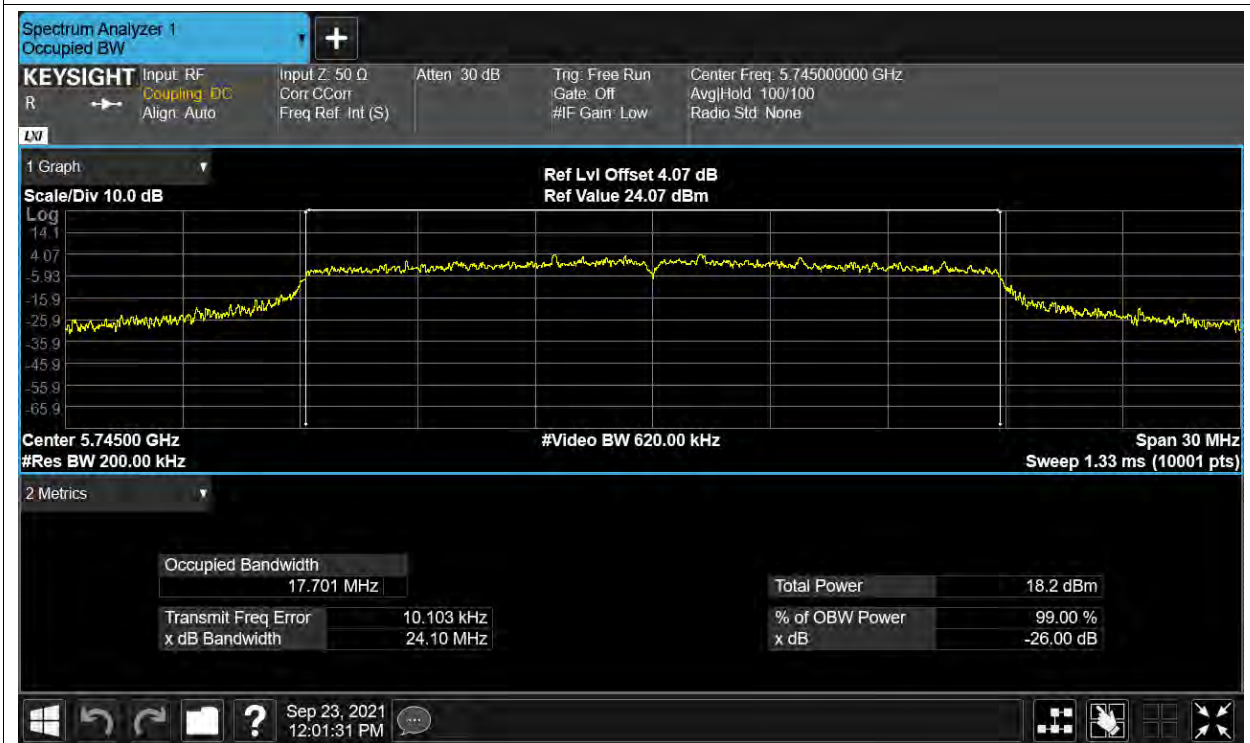 Spectrum Analyzer 1
Occupied BW
+
KEYSIGHT
R
LXI
Input: RF
Coupling: DC
Align: Auto
Input Z: 50 Ω
Corr CCorr
Freq Ref: Int (S)
Atten: 30 dB
Trig: Free Run
Gate: Off
#IF Gain: Low
Center Freq: 5.745000000 GHz
Avg|Hold: 100/100
Radio Std: None
1 Graph
Scale/Div 10.0 dB
Ref Lvl Offset 4.07 dB
Ref Value 24.07 dBm
Log
14.1
4.07
-5.93
-15.9
-25.9
-35.9
-45.9
-55.9
-65.9
Center 5.74500 GHz
#Res BW 200.00 kHz
#Video BW 620.00 kHz
Span 30 MHz
Sweep 1.33 ms (10001 pts)
2 Metrics
Occupied Bandwidth
17.701 MHz
Transmit Freq Error 10.103 kHz
x dB Bandwidth 24.10 MHz
Total Power 18.2 dBm
% of OBW Power 99.00 %
x dB -26.00 dB
?
Sep 23, 2021
12:01:31 PM